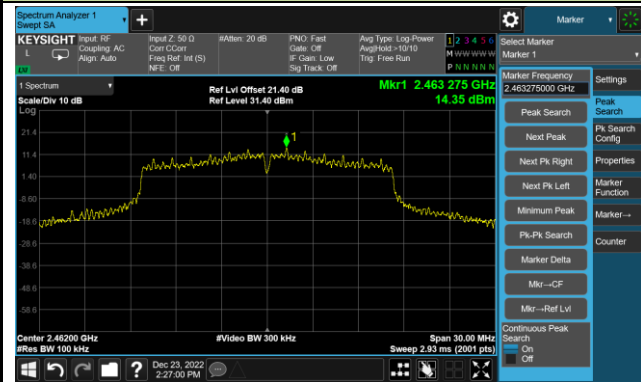 Spectrum Analyzer 1
Swept SA
+
Marker
KEYSIGHT
L
LW
Input: RF
Coupling: AC
Align: Auto
Input Z: 50 Ω
Corr CCorr
Freq Ref: Int (S)
NFE: Off
#Atten: 20 dB
PNO: Fast
Gate: Off
IF Gain: Low
Sig Track: Off
Avg Type: Log-Power
Avg|Hold:>10/10
Trig: Free Run
1 2 3 4 5 6
M W W W W W
P N N N N N
Select Marker
Marker 1
1 Spectrum
Scale/Div 10 dB
Log
Ref Lvl Offset 21.40 dB
Ref Level 31.40 dBm
Mkr1 2.463 275 GHz
14.35 dBm
1
21.4
11.4
1.40
-8.60
-18.6
-28.6
-38.6
-48.6
-58.6
Center 2.46200 GHz
#Res BW 100 kHz
#Video BW 300 kHz
Span 30.00 MHz
Sweep 2.93 ms (2001 pts)
Marker Frequency
2.463275000 GHz
Peak Search
Next Peak
Next Pk Right
Next Pk Left
Minimum Peak
Pk-Pk Search
Marker Delta
Mkr→CF
Mkr→Ref Lvl
Continuous Peak
Search
On
Off
Settings
Peak
Search
Pk Search
Config
Properties
Marker
Function
Marker→
Counter
?
Dec 23, 2022
2:27:00 PM